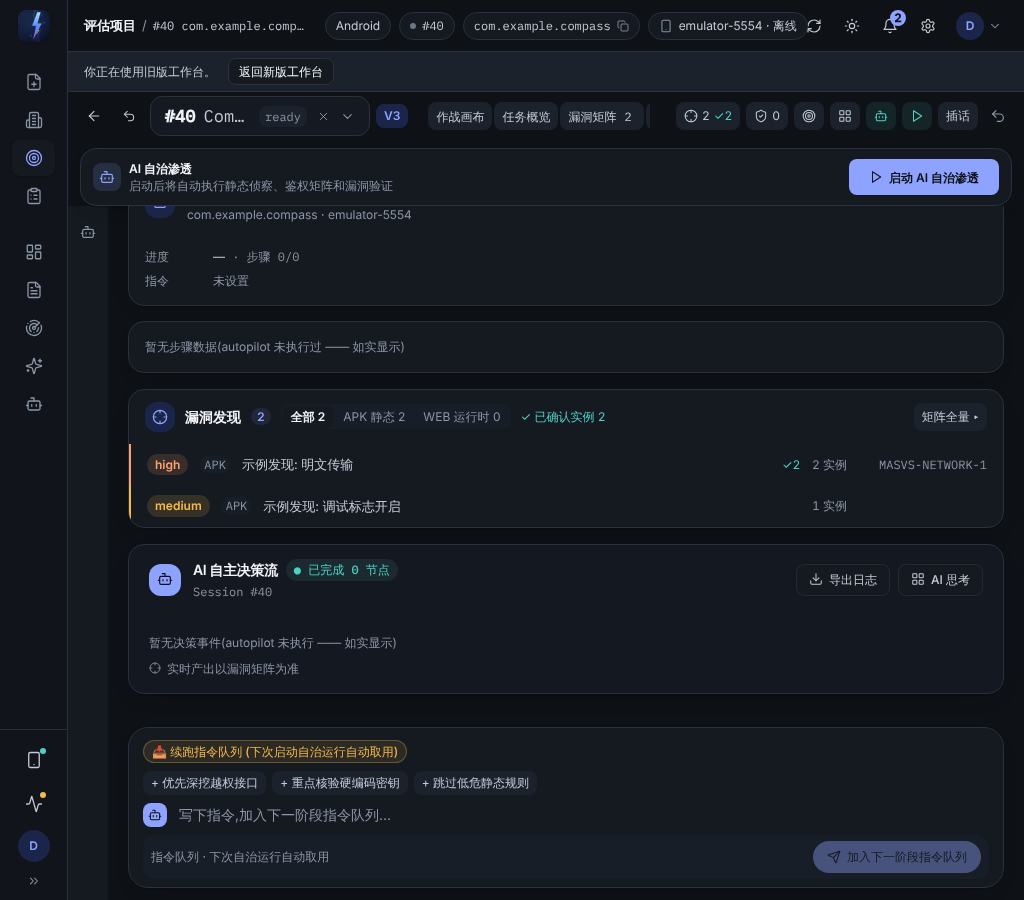 评估项目 / #40 com.example.comp… Android #40 com.example.compass emulator-5554 · 离线 2 D
你正在使用旧版工作台。 返回新版工作台
#40 Com… ready V3 作战画布 任务概览 漏洞矩阵 2 2 ✓2 0 插话
AI 自治渗透
启动后将自动执行静态侦察、鉴权矩阵和漏洞验证
启动 AI 自治渗透
com.example.compass · emulator-5554
进度 — · 步骤 0/0
指令 未设置
暂无步骤数据(autopilot 未执行过 —— 如实显示)
漏洞发现 2 全部 2 APK 静态 2 WEB 运行时 0 ✓ 已确认实例 2 矩阵全量 ▸
high APK 示例发现: 明文传输 ✓2 2 实例 MASVS-NETWORK-1
medium APK 示例发现: 调试标志开启 1 实例
AI 自主决策流 ● 已完成 0 节点
Session #40
导出日志 AI 思考
暂无决策事件(autopilot 未执行 —— 如实显示)
实时产出以漏洞矩阵为准
📥 续跑指令队列 (下次启动自治运行自动取用)
+ 优先深挖越权接口 + 重点核验硬编码密钥 + 跳过低危静态规则
写下指令,加入下一阶段指令队列...
指令队列 · 下次自治运行自动取用 加入下一阶段指令队列
D